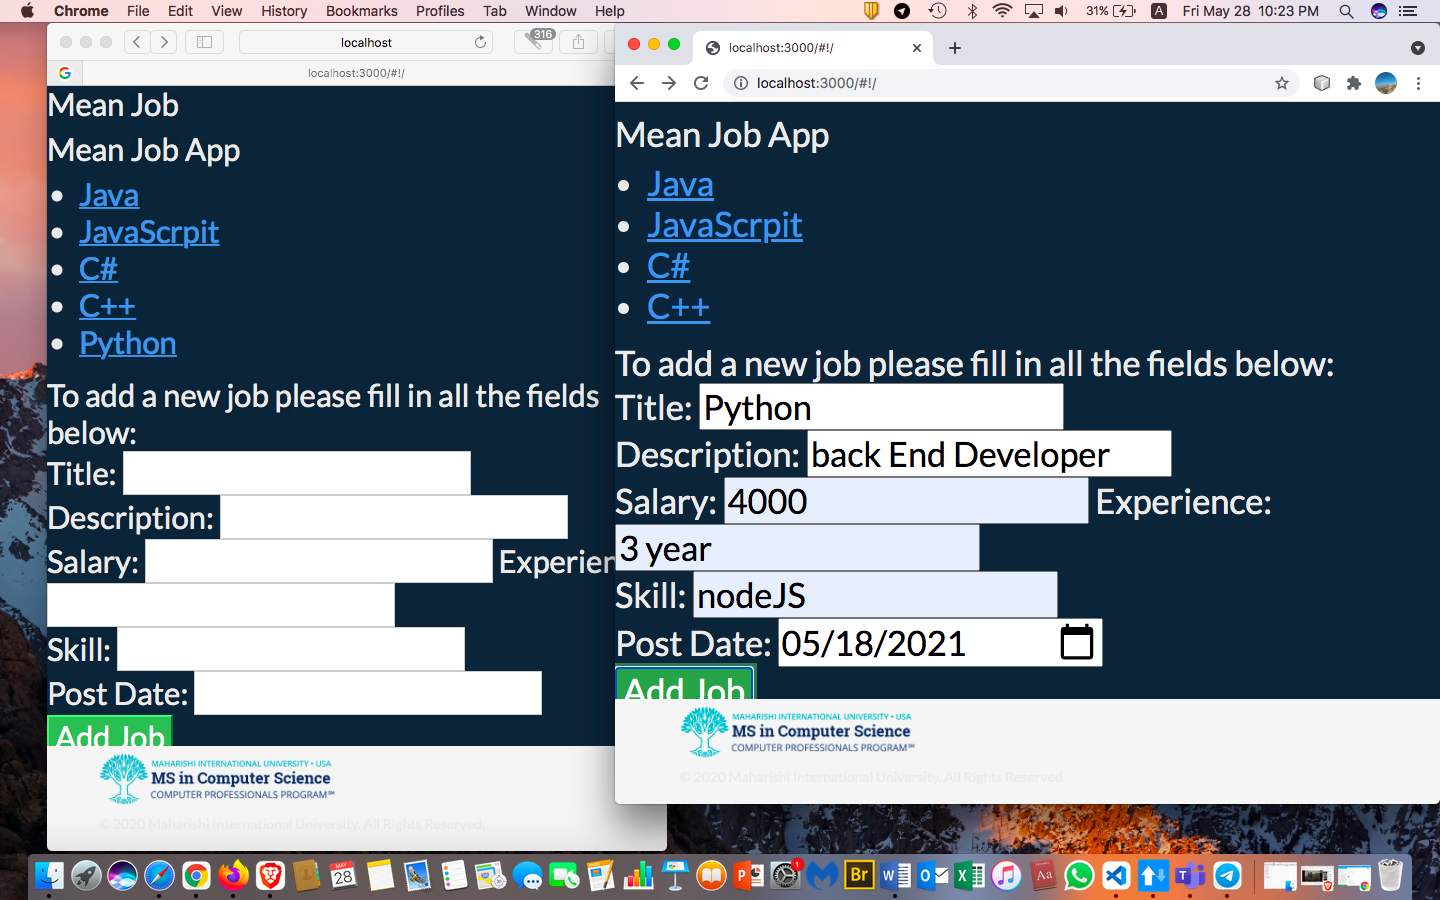 Chrome File Edit View History Bookmarks Profiles Tab Window Help 31% A Fri May 28 10:23 PM
localhost
316
localhost:3000/#!/
Mean Job
Mean Job App
Java
JavaScrpit
C#
C++
Python
To add a new job please fill in all the fields
below:
Title:
Description:
Salary: Experien
Skill:
Post Date:
Add Job
MAHARISHI INTERNATIONAL UNIVERSITY • USA
MS in Computer Science
COMPUTER PROFESSIONALS PROGRAM℠
© 2020 Maharishi International University. All Rights Reserved.
localhost:3000/#!/
localhost:3000/#!/
Mean Job App
Java
JavaScrpit
C#
C++
To add a new job please fill in all the fields below:
Title: Python
Description: back End Developer
Salary: 4000 Experience:
3 year
Skill: nodeJS
Post Date: 05/18/2021
Add Job
MAHARISHI INTERNATIONAL UNIVERSITY • USA
MS in Computer Science
COMPUTER PROFESSIONALS PROGRAM℠
© 2020 Maharishi International University. All Rights Reserved.
MAY
28
1
Br
Aa